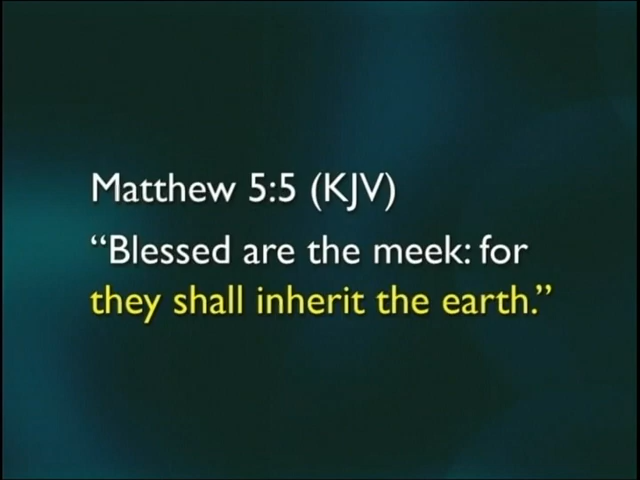 Matthew 5:5 (KJV)
“Blessed are the meek: for
they shall inherit the earth.”